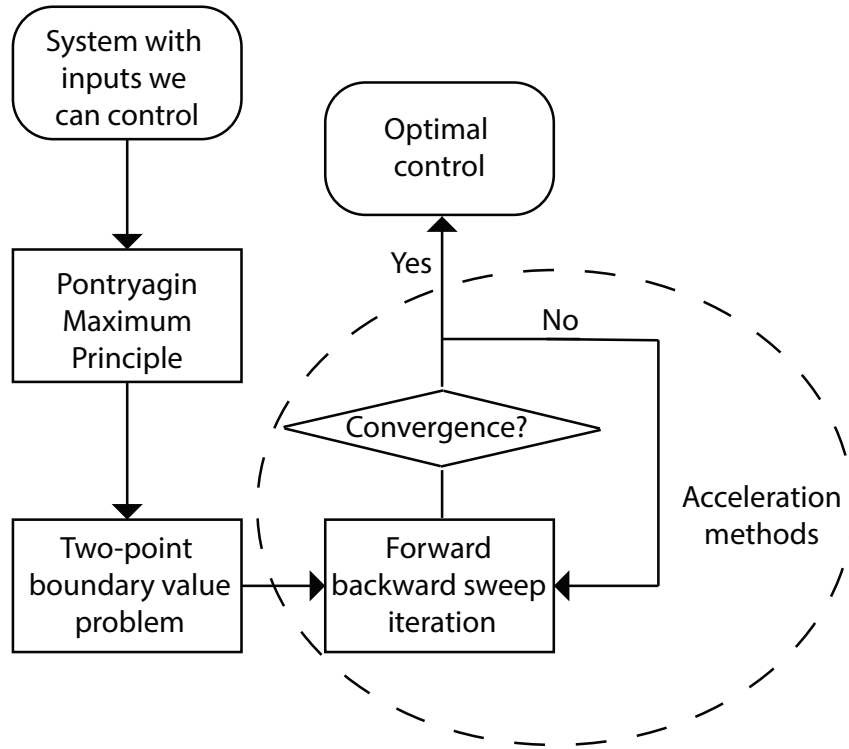 System with
inputs we
can control
Pontryagin
Maximum
Principle
Two-point
boundary value
problem
Forward
backward sweep
iteration
Convergence?
Yes
No
Optimal
control
Acceleration
methods